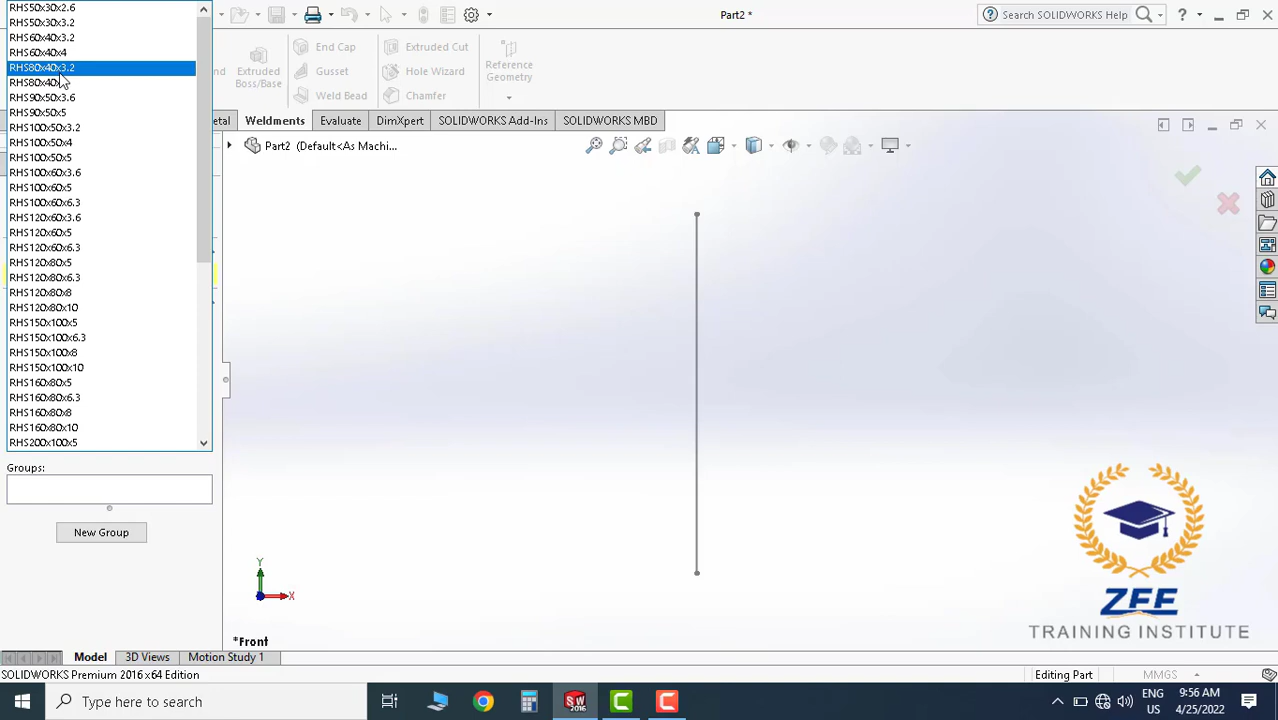 RHS50x30x2.6
Part2 *
Search SOLIDWORKS Help
?
RHS50x30x3.2
RHS60x40x3.2
RHS60x40x4
RHS80x40x3.2
RHS90x50x3.6
RHS90x50x5
RHS100x50x3.2
RHS100x50x4
RHS100x50x5
RHS100x60x3.6
RHS100x60x5
RHS100x60x6.3
RHS120x60x3.6
RHS120x60x5
RHS120x60x6.3
RHS120x80x5
RHS120x80x6.3
RHS120x80x8
RHS120x80x10
RHS150x100x5
RHS150x100x6.3
RHS150x100x8
RHS150x100x10
RHS160x80x5
RHS160x80x6.3
RHS160x80x8
RHS160x80x10
RHS200x100x5
Groups:
New Group
nd
Extruded
Boss/Base
End Cap
Gusset
Weld Bead
Extruded Cut
Hole Wizard
Chamfer
Reference
Geometry
etal
Weldments
Evaluate
DimXpert
SOLIDWORKS Add-Ins
SOLIDWORKS MBD
Part2 (Default<As Machi...
Y
X
*Front
ZFEE
TRAINING INSTITUTE
Model
3D Views
Motion Study 1
SOLIDWORKS Premium 2016 x64 Edition
Editing Part
MMGS
Type here to search
SW
2016
C
C
ENG
US
9:56 AM
4/25/2022